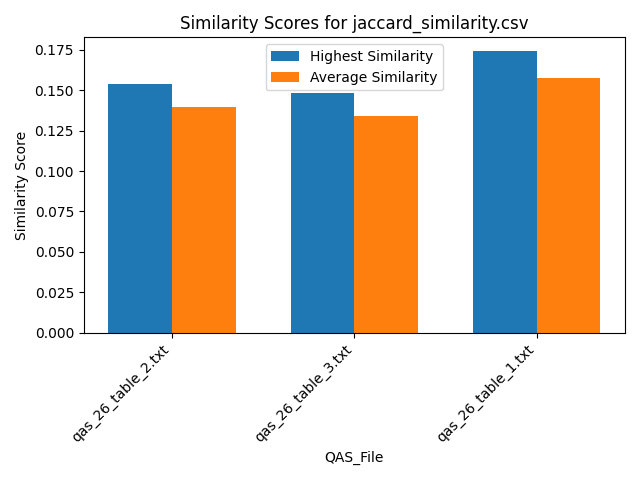 Similarity Scores for jaccard_similarity.csv
Highest Similarity
Average Similarity
Similarity Score
0.175
0.150
0.125
0.100
0.075
0.050
0.025
0.000
qas_26_table_2.txt
qas_26_table_3.txt
qas_26_table_1.txt
QAS_File